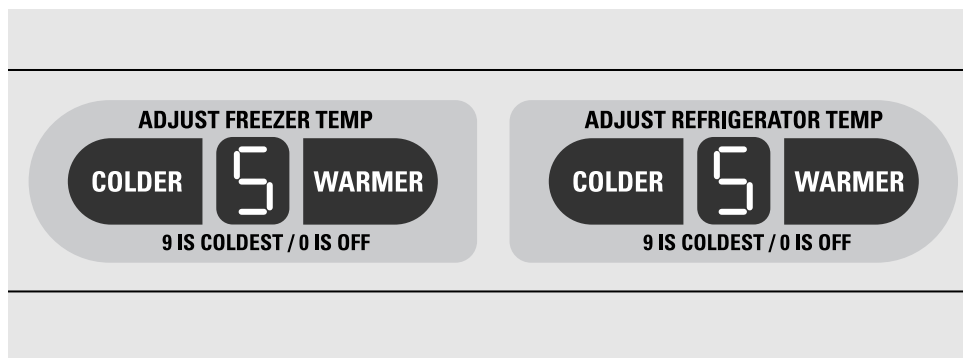 ADJUST FREEZER TEMP
COLDER 5 WARMER
9 IS COLDEST / 0 IS OFF
ADJUST REFRIGERATOR TEMP
COLDER 5 WARMER
9 IS COLDEST / 0 IS OFF